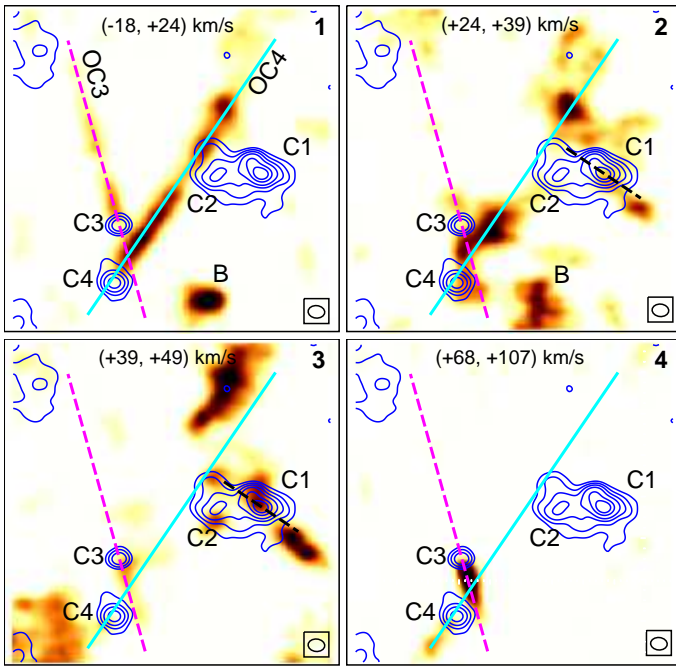 (-18, +24) km/s
1
OC3
OC4
C1
C3
C2
C4
B
(+24, +39) km/s
2
C1
C3
C2
C4
B
(+39, +49) km/s
3
C1
C3
C2
C4
(+68, +107) km/s
4
C1
C3
C2
C4